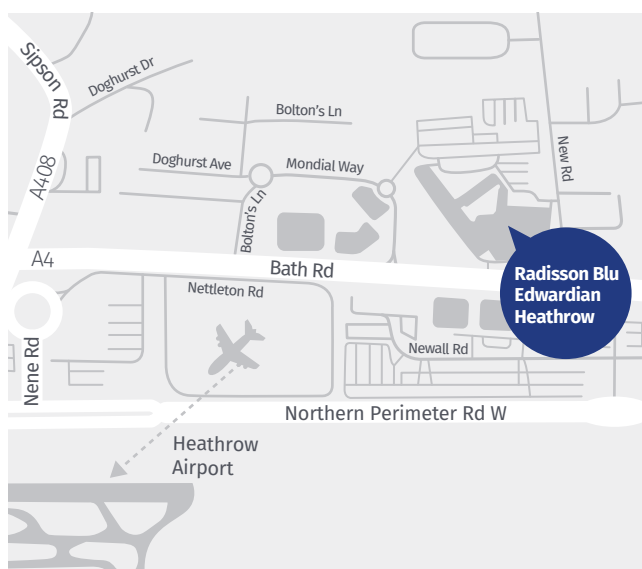 Sipson Rd
Doghurst Dr
Bolton's Ln
A408
Doghurst Ave
Mondial Way
New Rd
Bolton's Ln
A4
Bath Rd
Radisson Blu
Edwardian
Heathrow
Nettleton Rd
Nene Rd
Newall Rd
Northern Perimeter Rd W
Heathrow
Airport